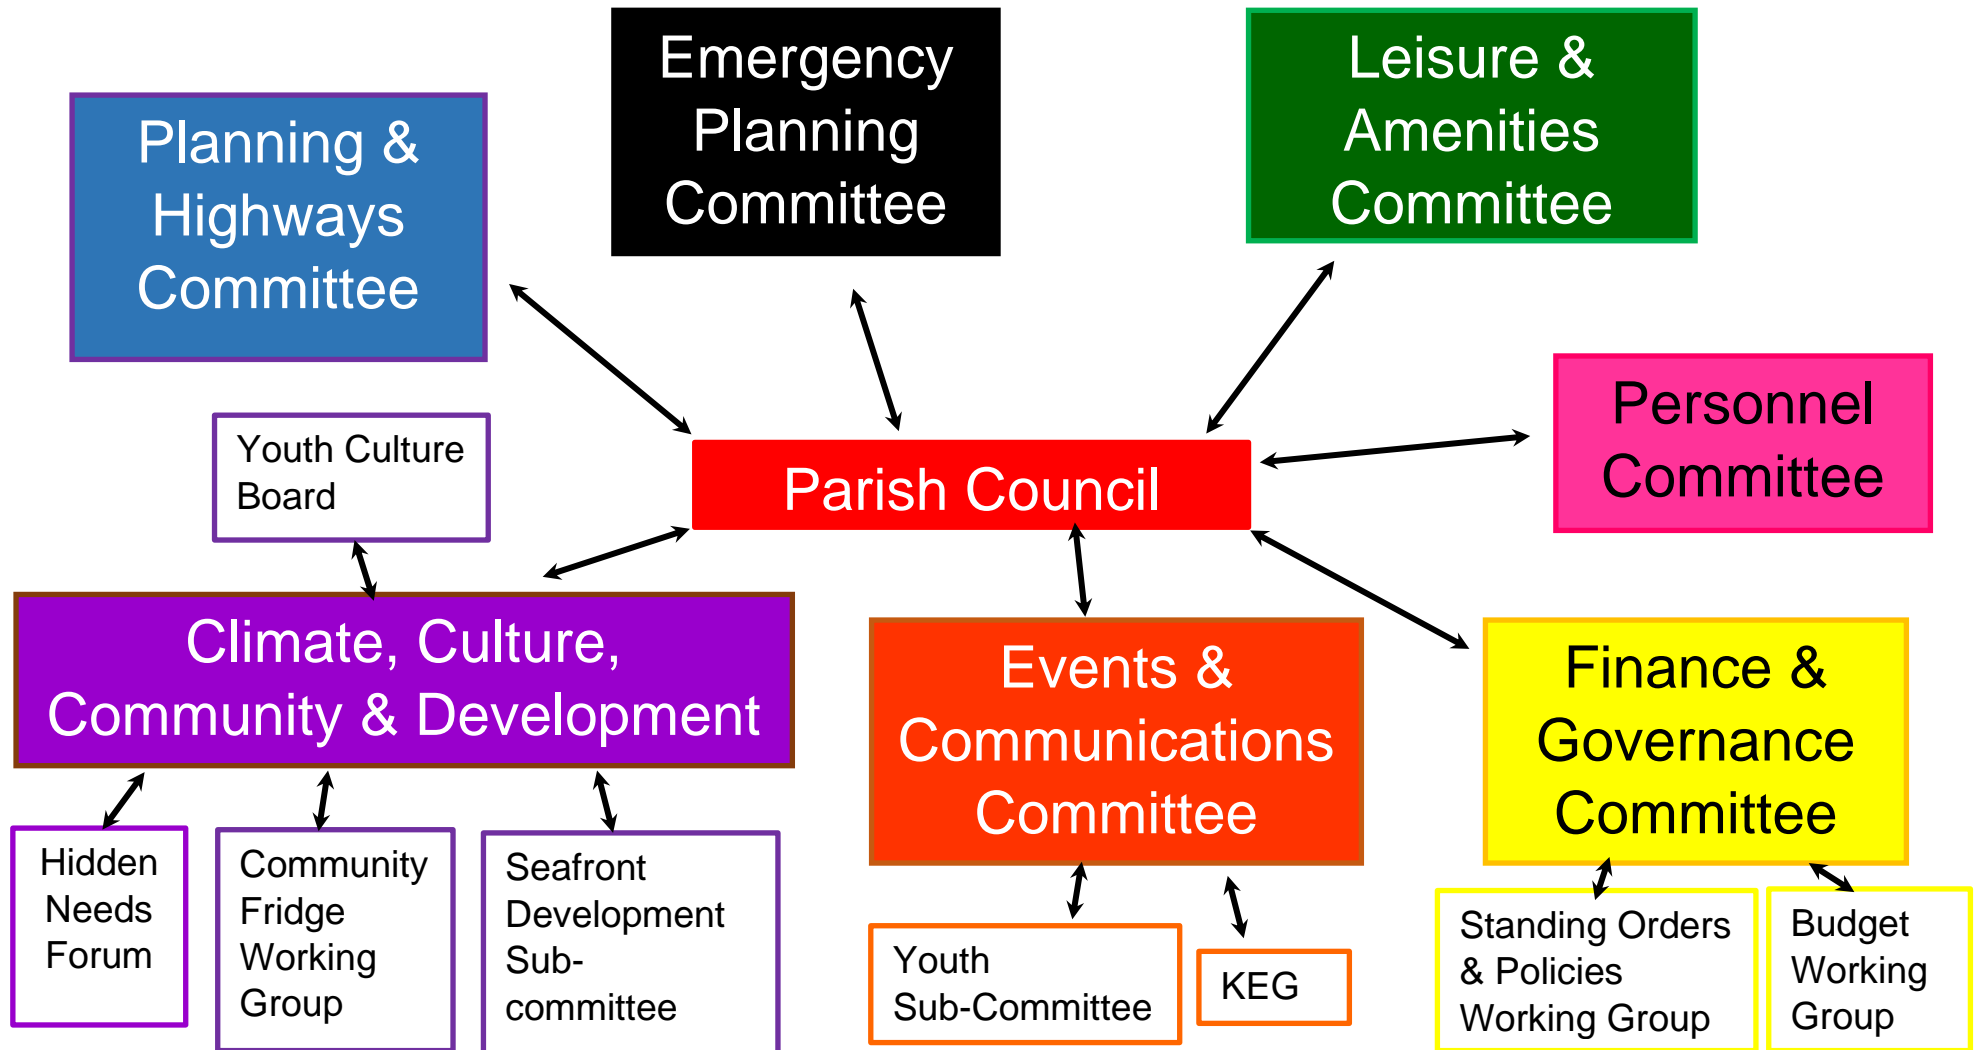 Emergency
Planning
Committee
Leisure &
Amenities
Committee
Planning &
Highways
Committee
Personnel
Committee
Youth Culture
Board
Parish Council
Climate, Culture,
Community & Development
Events &
Communications
Committee
Finance &
Governance
Committee
Hidden
Needs
Forum
Community
Fridge
Working
Group
Seafront
Development
Sub-
committee
Youth
Sub-Committee
KEG
Standing Orders
& Policies
Working Group
Budget
Working
Group